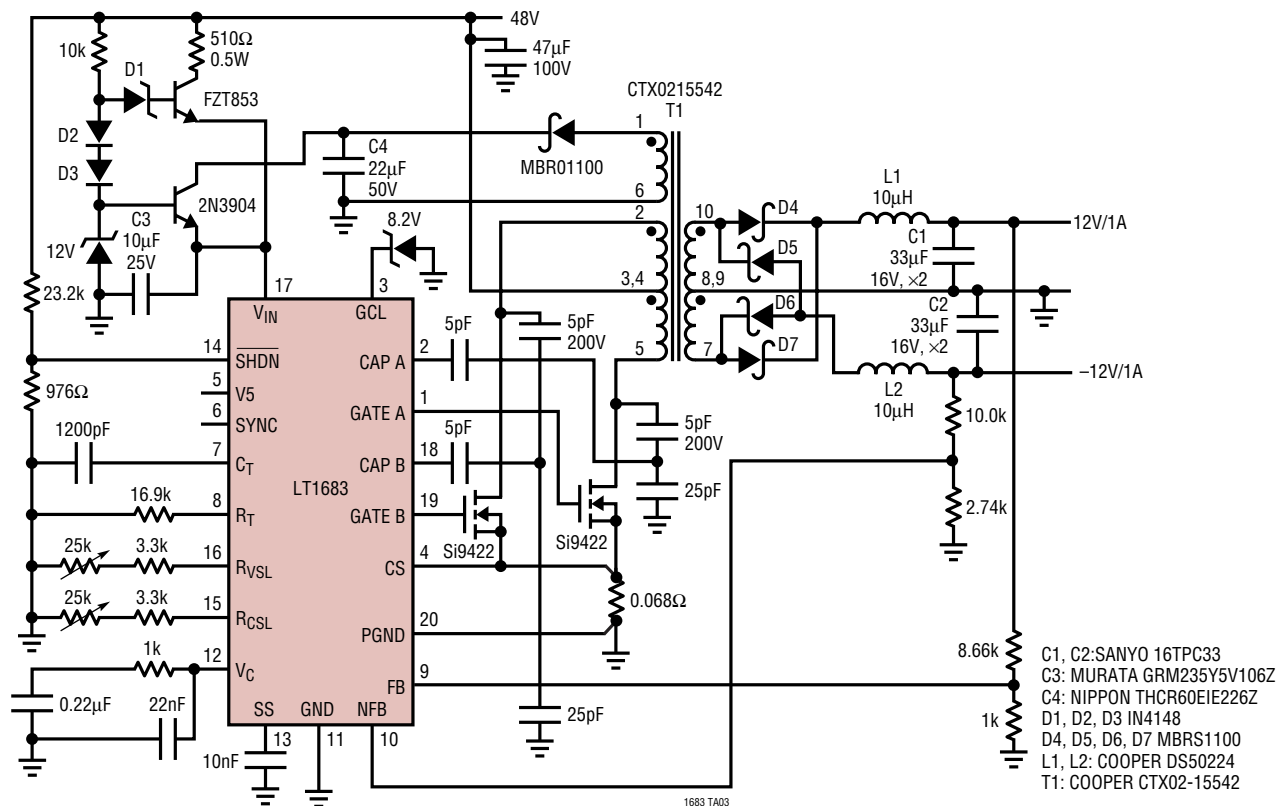 48V
10k
510Ω
0.5W
47µF
100V
D1
FZT853
CTX0215542
T1
D2
1
MBR01100
D3
C4
22µF
50V
6
L1
10µH
2N3904
2
10
D4
12V/1A
C3
10µF
25V
8.2V
D5
C1
33µF
16V, ×2
12V
3,4
8,9
23.2k
17
3
D6
C2
33µF
16V, ×2
VIN
GCL
5pF
200V
5pF
14
SHDN
2
CAP A
5
7
D7
−12V/1A
976Ω
5
V5
L2
10µH
6
SYNC
1
GATE A
10.0k
1200pF
5pF
5pF
200V
7
CT
18
CAP B
LT1683
25pF
16.9k
8
RT
19
GATE B
2.74k
Si9422
Si9422
25k
3.3k
16
RVSL
4
CS
0.068Ω
25k
3.3k
15
RCSL
20
PGND
1k
12
VC
8.66k
9
FB
0.22µF
22nF
1k
SS
GND
NFB
25pF
13
11
10
10nF
C1, C2:SANYO 16TPC33
C3: MURATA GRM235Y5V106Z
C4: NIPPON THCR60EIE226Z
D1, D2, D3 IN4148
D4, D5, D6, D7 MBRS1100
L1, L2: COOPER DS50224
T1: COOPER CTX02-15542
1683 TA03